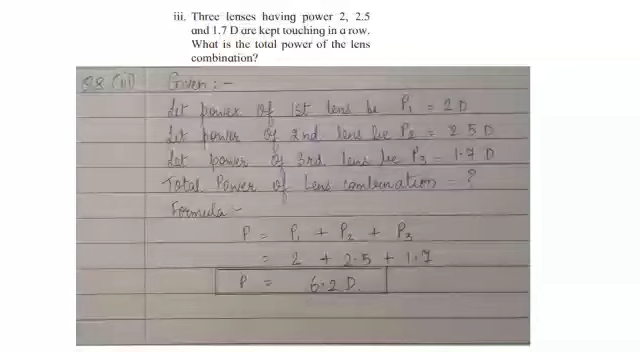 iii. Three lenses having power 2, 2.5
and 1.7 D are kept touching in a row.
What is the total power of the lens
combination?
Q.8 (iii) Given :-
Let power of 1st lens be P₁ = 2 D
Let power of 2nd lens be P₂ = 2.5 D
Let power of 3rd lens be P₃ = 1.7 D
Total Power of Lens combination = ?
Formula -
P = P₁ + P₂ + P₃
= 2 + 2.5 + 1.7
P = 6.2 D.